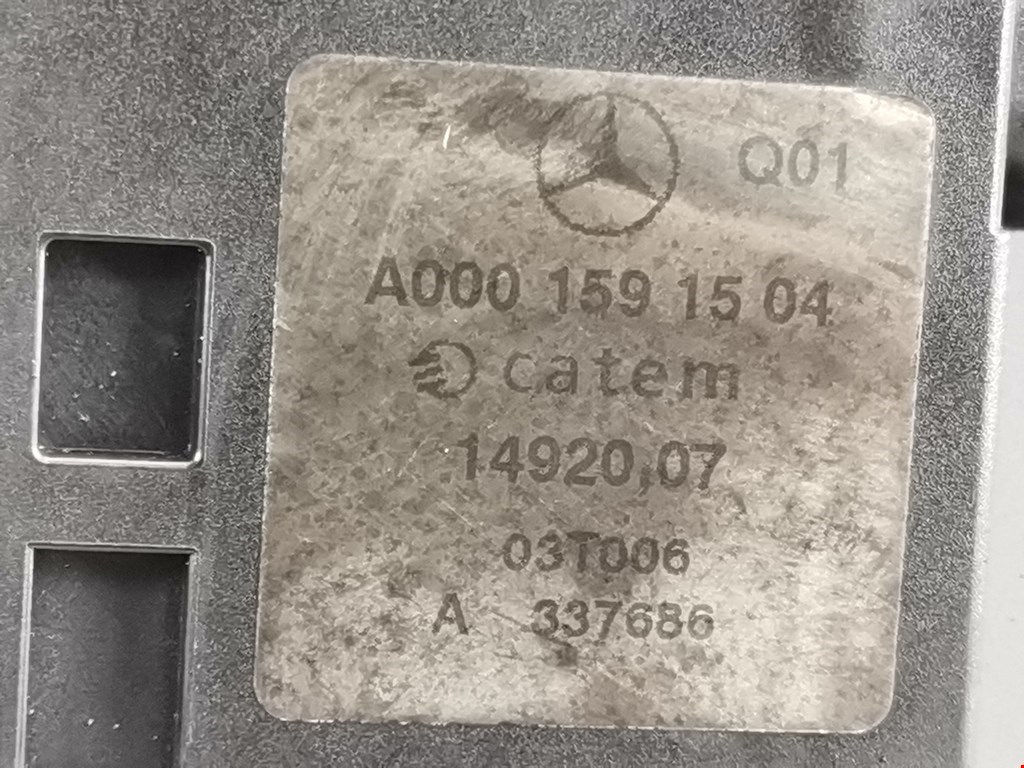 Q01
A000 159 15 04
catem
14920,07
03T006
A 337686